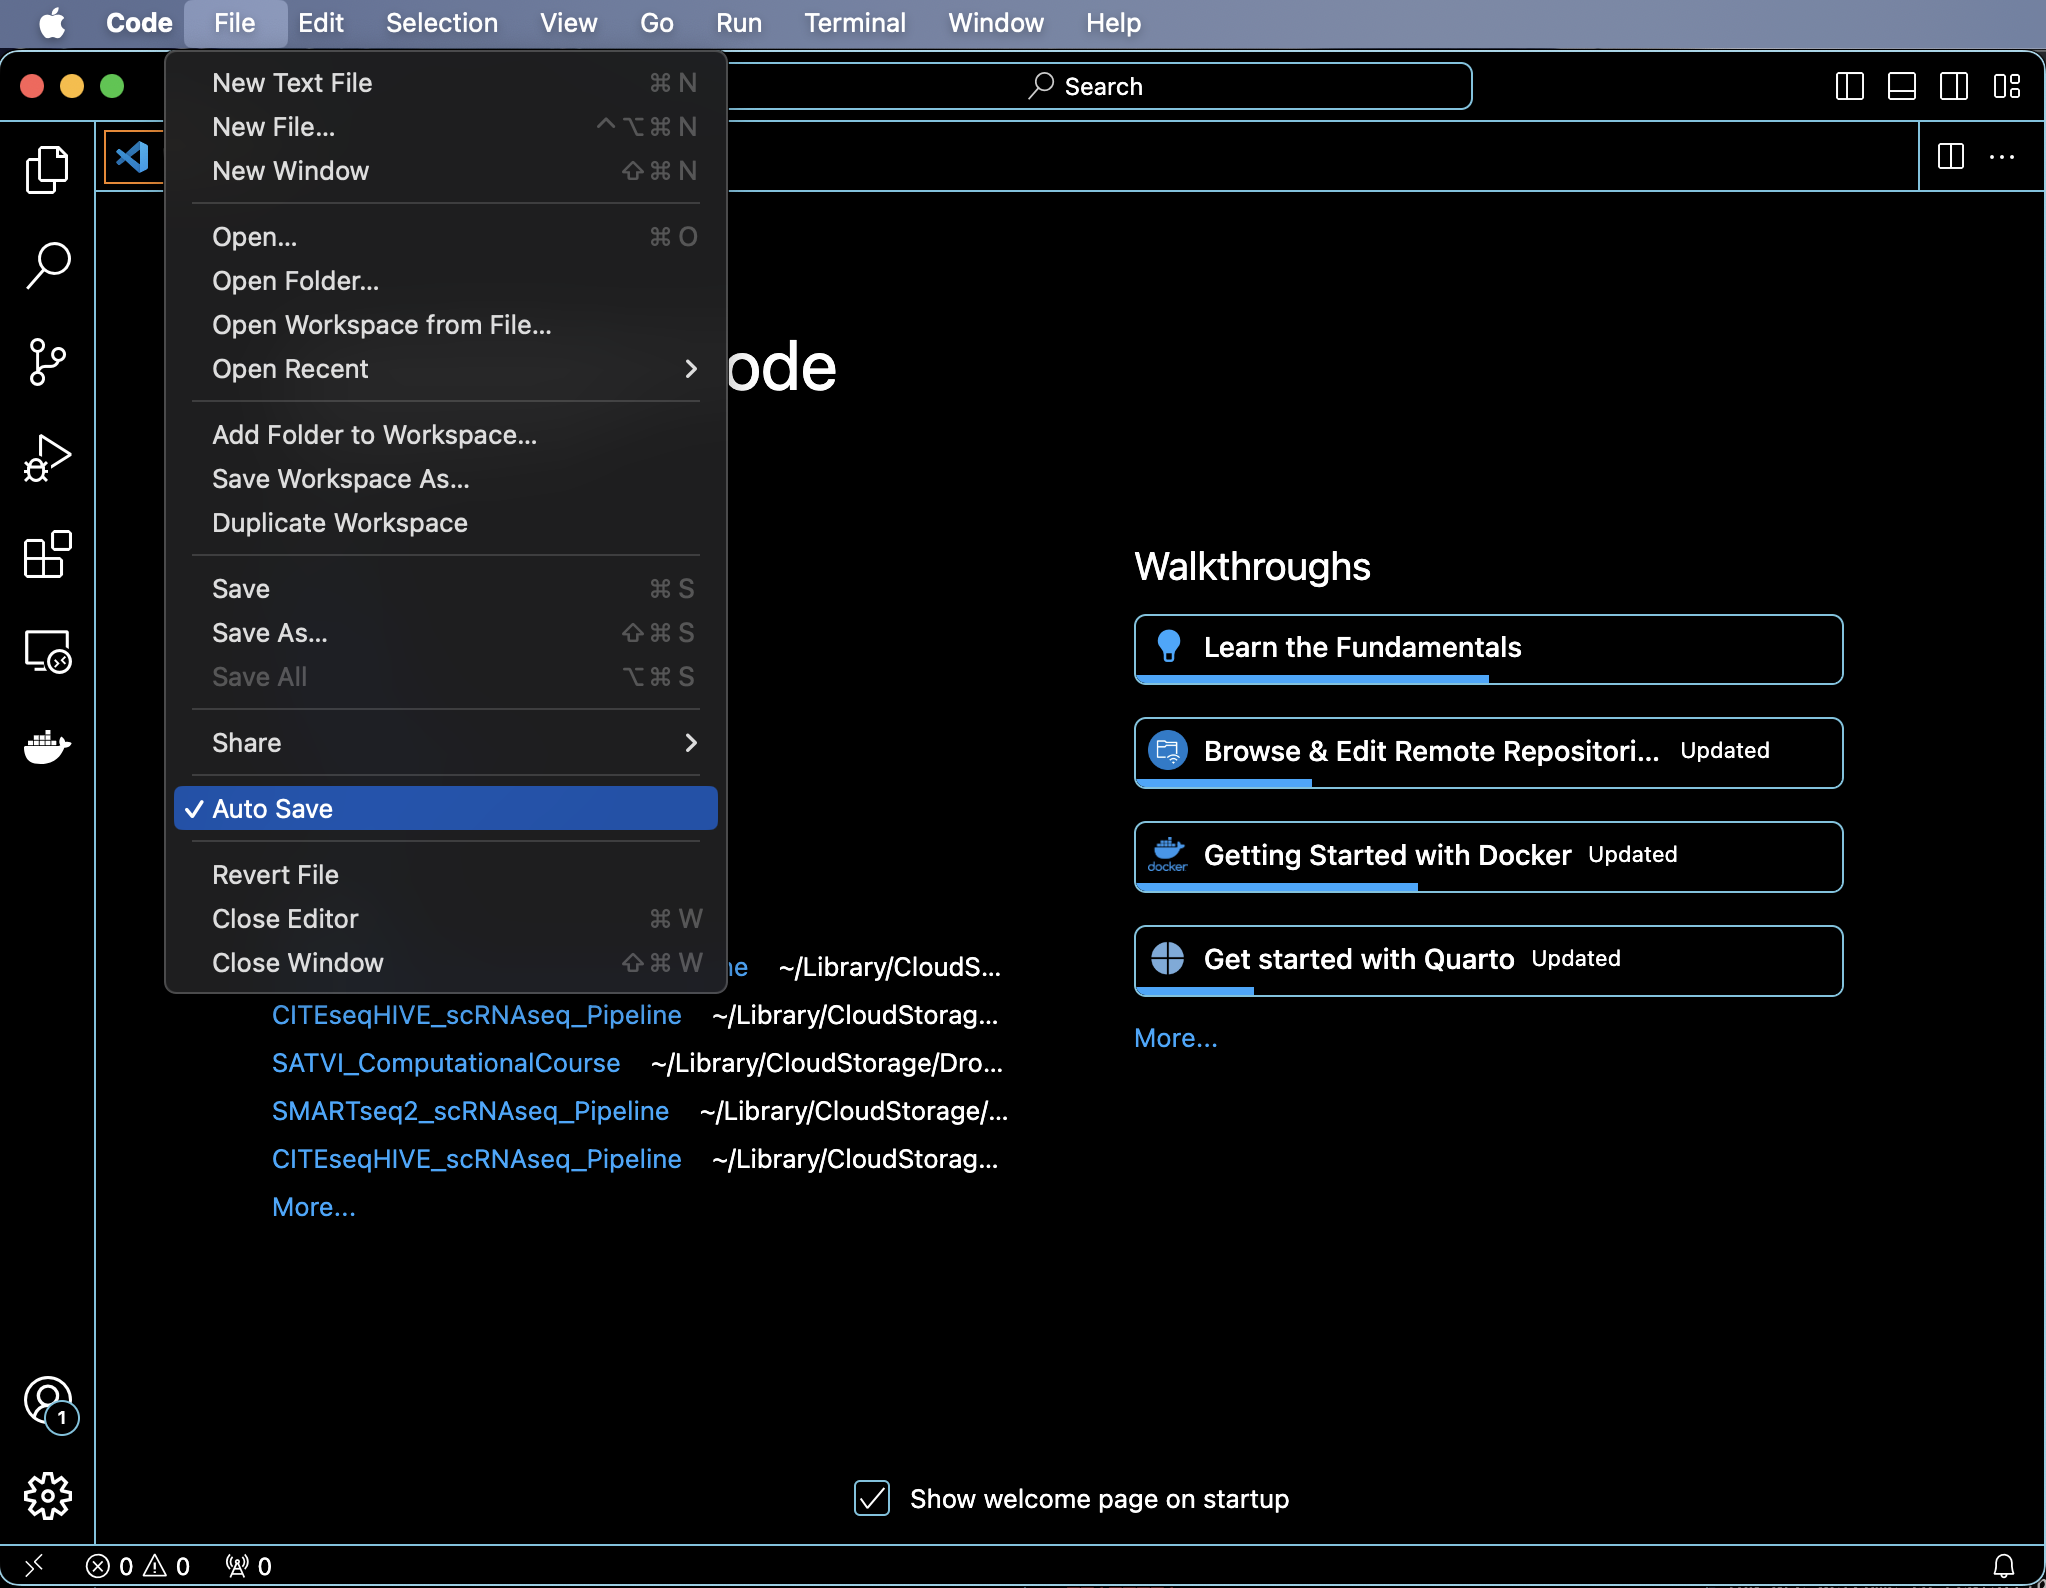 Code File Edit Selection View Go Run Terminal Window Help
Search
New Text File ⌘ N
New File... ⌃⌥⌘ N
New Window ⇧⌘ N
Open... ⌘ O
Open Folder...
Open Workspace from File...
Open Recent
Add Folder to Workspace...
Save Workspace As...
Duplicate Workspace
Save ⌘ S
Save As... ⇧⌘ S
Save All ⌥⌘ S
Share
✓ Auto Save
Revert File
Close Editor ⌘ W
Close Window ⇧⌘ W
ode
ne ~/Library/CloudS...
CITEseqHIVE_scRNAseq_Pipeline ~/Library/CloudStorag...
SATVI_ComputationalCourse ~/Library/CloudStorage/Dro...
SMARTseq2_scRNAseq_Pipeline ~/Library/CloudStorage/...
CITEseqHIVE_scRNAseq_Pipeline ~/Library/CloudStorag...
More...
Walkthroughs
Learn the Fundamentals
Browse & Edit Remote Repositori... Updated
docker
Getting Started with Docker Updated
Get started with Quarto Updated
More...
1
Show welcome page on startup
0 0 0